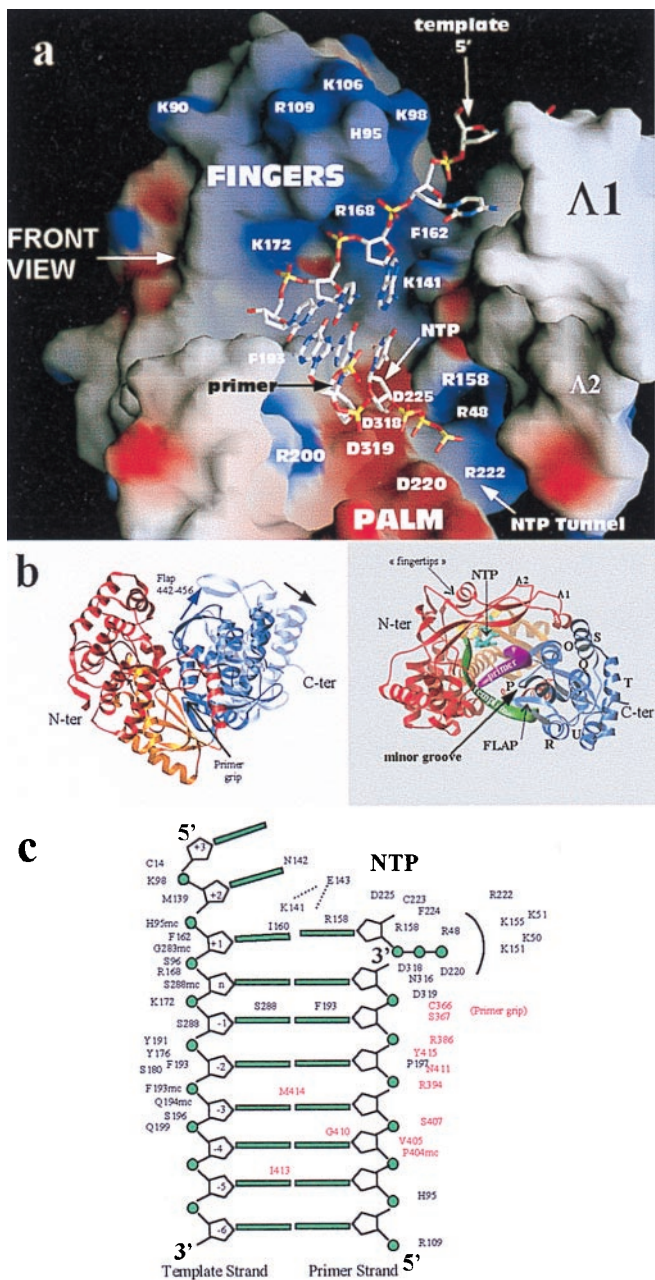 a
template
5'
K106
K90
R109
K98
H95
FINGERS
Λ1
R168
F162
FRONT
VIEW
K172
K141
NTP
F193
primer
R158
D225
Λ2
R48
D318
R200
D319
R222
D220
PALM
NTP Tunnel
b
Flap
442-456
N-ter
C-ter
Primer
grip
« fingertips »
NTP
Λ2
Λ1
N-ter
primer
S
O
Q
T
P
C-ter
U
R
FLAP
minor groove
c
5'
+3
C14
K98
N142
NTP
E143
M139
+2
K141
D225
C223
R222
F224
H95mc
R158
R158
R48
K155
K51
F162
+1
I160
K50
G283mc
K151
S96
3'
R168
D318
D220
S288mc
n
N316
D319
K172
S288
F193
C366
S367
(Primer grip)
S288
-1
Y191
R386
Y176
Y415
F193
-2
P197
N411
S180
R394
F193mc
M414
Q194mc
-3
S196
S407
Q199
G410
V405
-4
P404mc
I413
-5
H95
-6
R109
3'
5'
Template Strand
Primer Strand